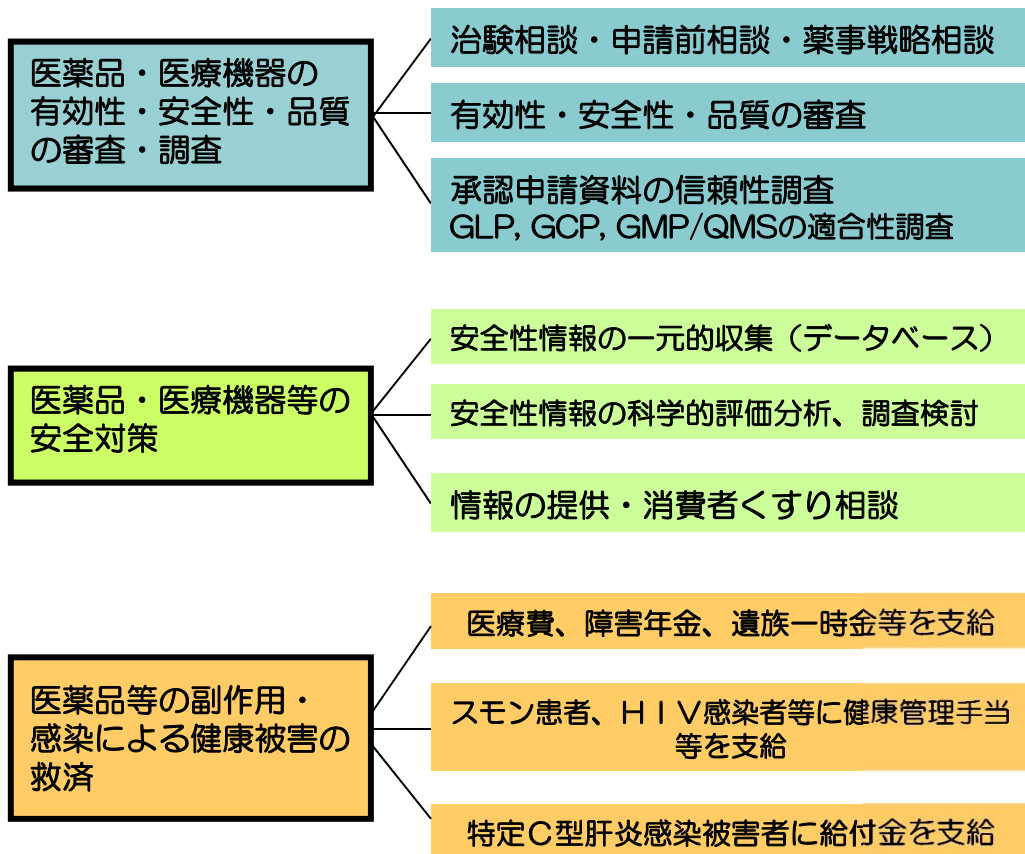 医薬品・医療機器の
有効性・安全性・品質
の審査・調査
治験相談・申請前相談・薬事戦略相談
有効性・安全性・品質の審査
承認申請資料の信頼性調査
GLP, GCP, GMP/QMSの適合性調査
医薬品・医療機器等の
安全対策
安全性情報の一元的収集（データベース）
安全性情報の科学的評価分析、調査検討
情報の提供・消費者くすり相談
医薬品等の副作用・
感染による健康被害の
救済
医療費、障害年金、遺族一時金等を支給
スモン患者、ＨＩＶ感染者等に健康管理手当
等を支給
特定Ｃ型肝炎感染被害者に給付金を支給